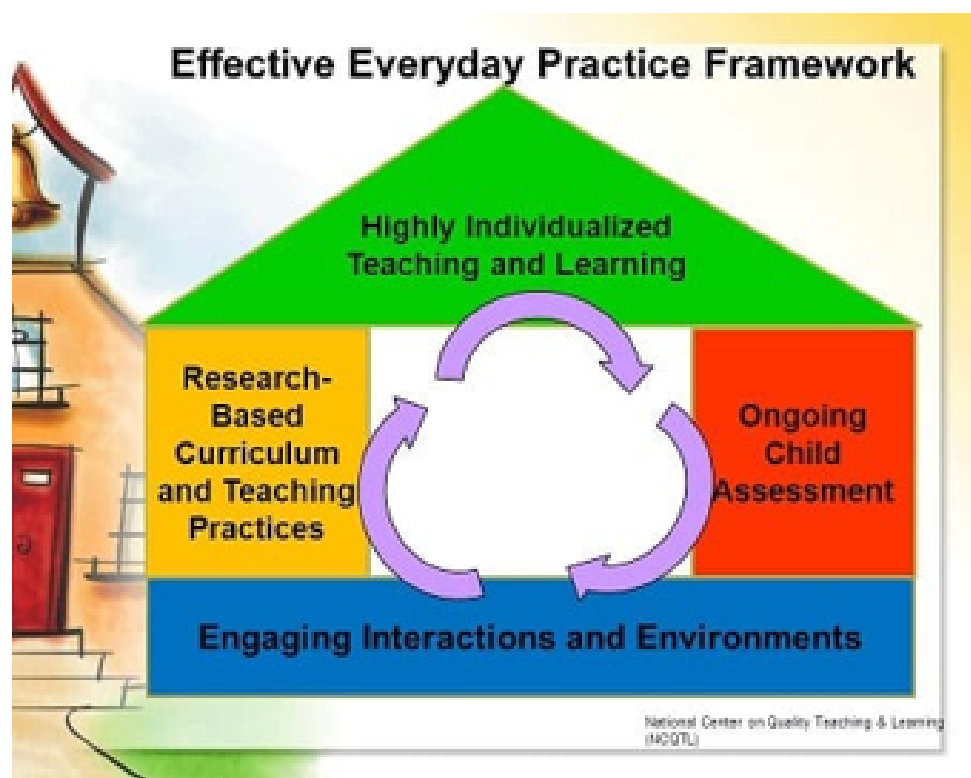 Effective Everyday Practice Framework
Highly Individualized
Teaching and Learning
Research-
Based
Curriculum
and Teaching
Practices
Ongoing
Child
Assessment
Engaging Interactions and Environments
National Center on Quality Teaching & Learning
(NCQTL)